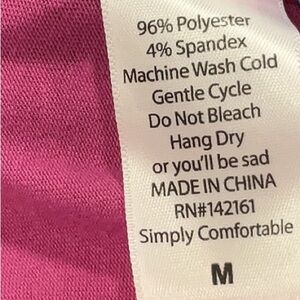 96% Polyester
4% Spandex
Machine Wash Cold
Gentle Cycle
Do Not Bleach
Hang Dry
or you'll be sad
MADE IN CHINA
RN#142161
Simply Comfortable
M